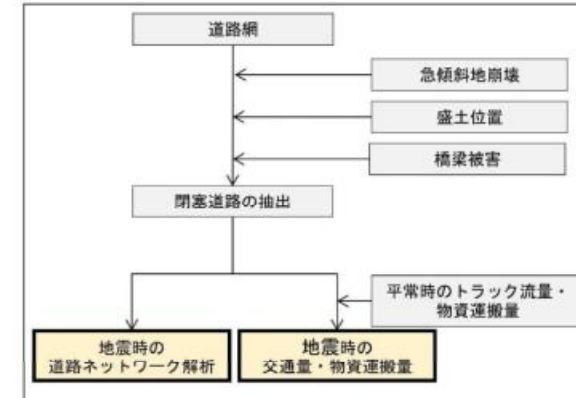 道路網
急傾斜地崩壊
盛土位置
橋梁被害
閉塞道路の抽出
平常時のトラック流量・
物資運搬量
地震時の
道路ネットワーク解析
地震時の
交通量・物資運搬量